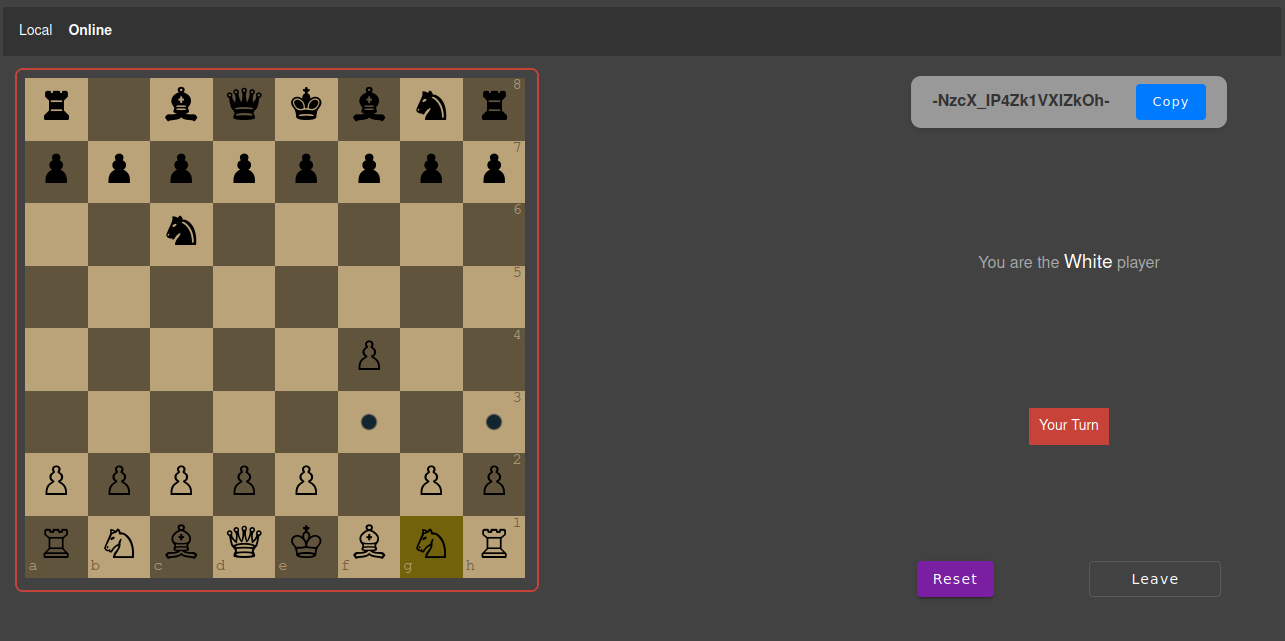 Local Online
8
7
6
5
4
3
2
1
a b c d e f g h
-NzcX_IP4Zk1VXIZkOh- Copy
You are the White player
Your Turn
Reset Leave